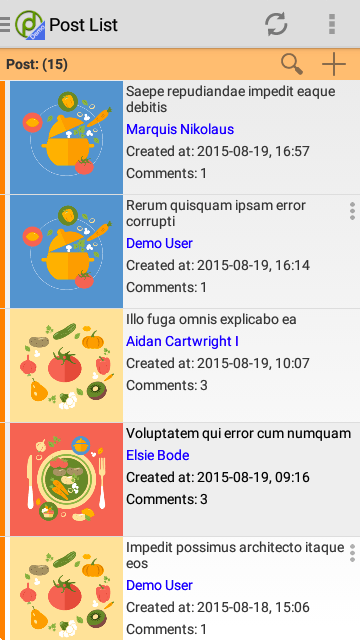 Post List
Post: (15)
Saepe repudiandae impedit eaque
debitis
Marquis Nikolaus
Created at: 2015-08-19, 16:57
Comments: 1
Rerum quisquam ipsam error
corrupti
Demo User
Created at: 2015-08-19, 16:14
Comments: 1
Illo fuga omnis explicabo ea
Aidan Cartwright I
Created at: 2015-08-19, 10:07
Comments: 3
Voluptatem qui error cum numquam
Elsie Bode
Created at: 2015-08-19, 09:16
Comments: 3
Impedit possimus architecto itaque
eos
Demo User
Created at: 2015-08-18, 15:06
Comments: 1